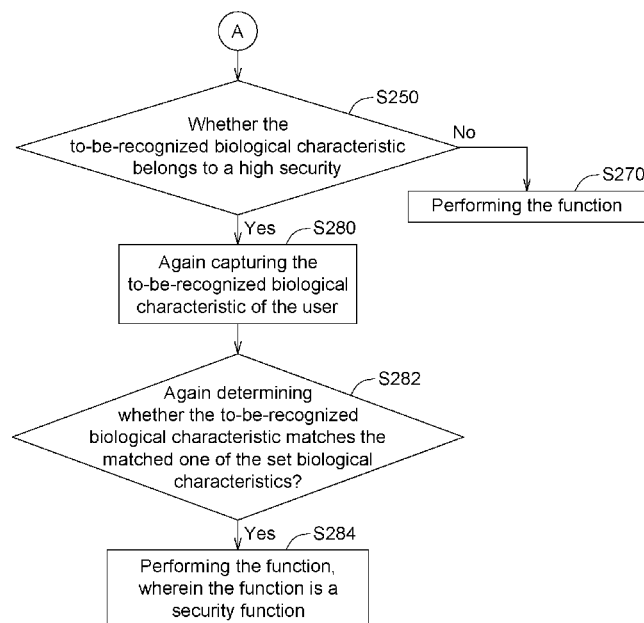 A
S250
Whether the
to-be-recognized biological characteristic
belongs to a high security
No
S270
Performing the function
Yes
S280
Again capturing the
to-be-recognized biological
characteristic of the user
S282
Again determining
whether the to-be-recognized
biological characteristic matches the
matched one of the set biological
characteristics?
Yes
S284
Performing the function,
wherein the function is a
security function